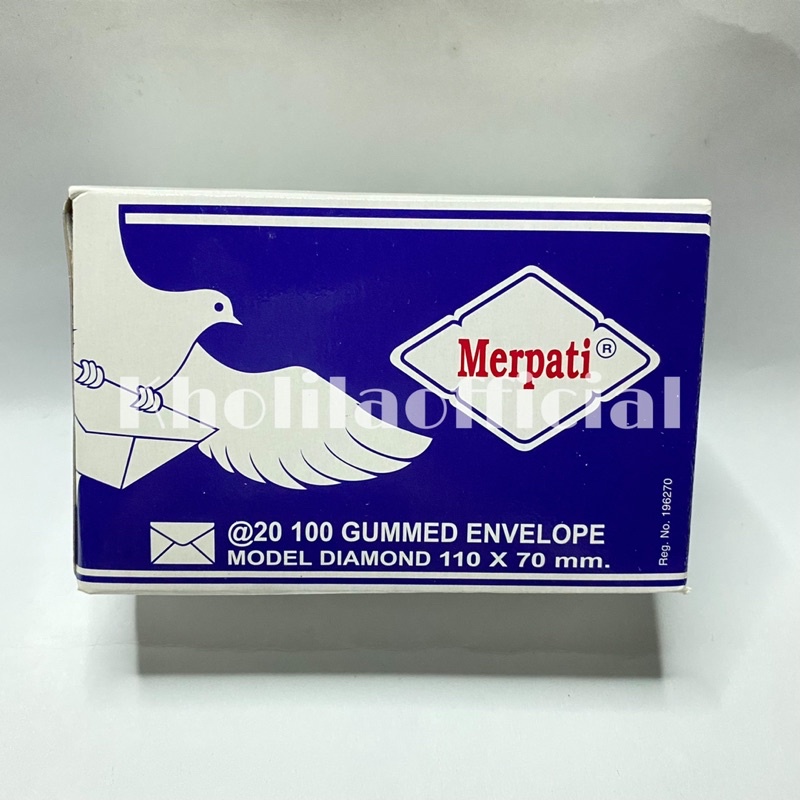 Merpati ®
Kholilaofficial
@20 100 GUMMED ENVELOPE
MODEL DIAMOND 110 X 70 mm.
Reg. No. 196270